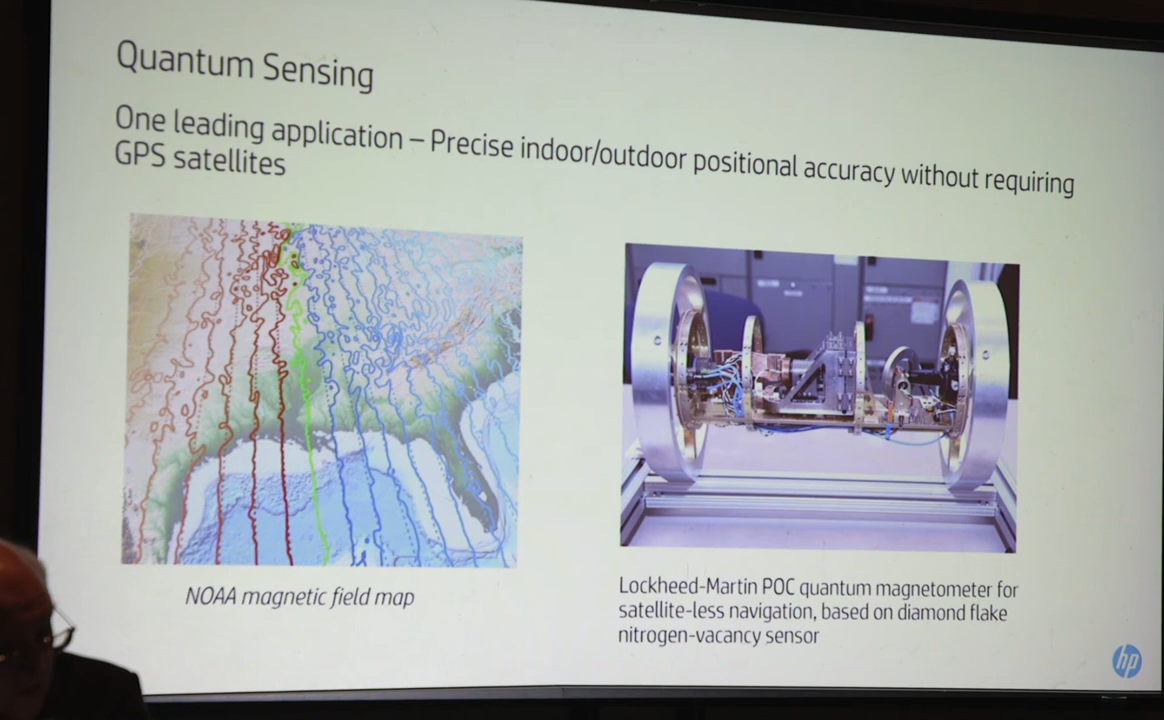 Quantum Sensing
One leading application – Precise indoor/outdoor positional accuracy without requiring
GPS satellites
NOAA magnetic field map
Lockheed-Martin POC quantum magnetometer for
satellite-less navigation, based on diamond flake
nitrogen-vacancy sensor
hp